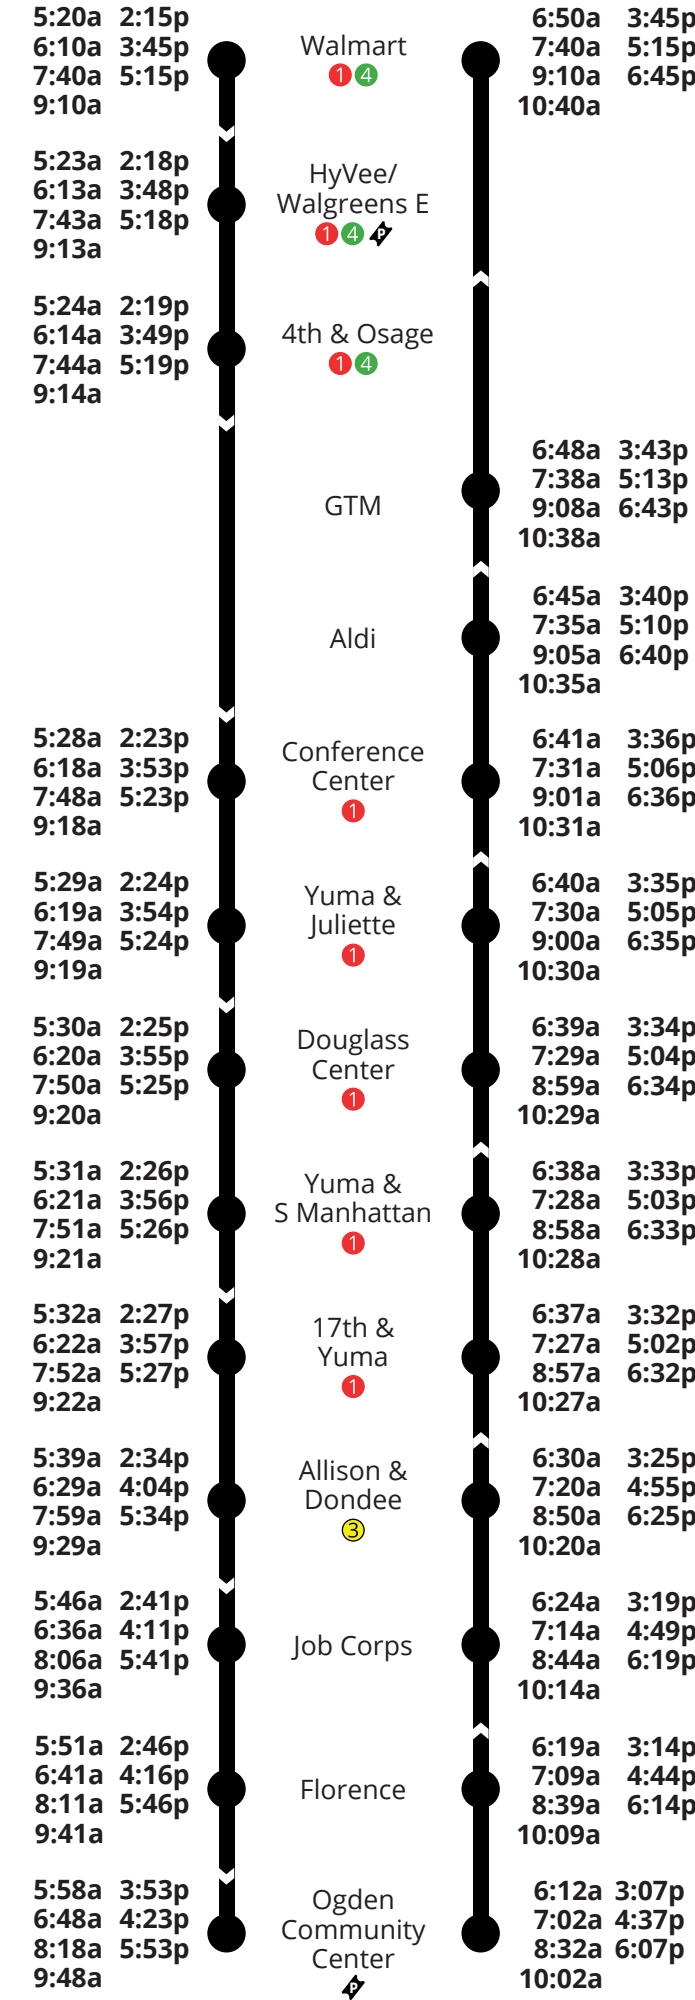 5:20a 2:15p
6:10a 3:45p
7:40a 5:15p
9:10a
Walmart
1 4
6:50a 3:45p
7:40a 5:15p
9:10a 6:45p
10:40a
5:23a 2:18p
6:13a 3:48p
7:43a 5:18p
9:13a
HyVee/
Walgreens E
1 4 P
5:24a 2:19p
6:14a 3:49p
7:44a 5:19p
9:14a
4th & Osage
1 4
GTM
6:48a 3:43p
7:38a 5:13p
9:08a 6:43p
10:38a
Aldi
6:45a 3:40p
7:35a 5:10p
9:05a 6:40p
10:35a
5:28a 2:23p
6:18a 3:53p
7:48a 5:23p
9:18a
Conference
Center
1
6:41a 3:36p
7:31a 5:06p
9:01a 6:36p
10:31a
5:29a 2:24p
6:19a 3:54p
7:49a 5:24p
9:19a
Yuma &
Juliette
1
6:40a 3:35p
7:30a 5:05p
9:00a 6:35p
10:30a
5:30a 2:25p
6:20a 3:55p
7:50a 5:25p
9:20a
Douglass
Center
1
6:39a 3:34p
7:29a 5:04p
8:59a 6:34p
10:29a
5:31a 2:26p
6:21a 3:56p
7:51a 5:26p
9:21a
Yuma &
S Manhattan
1
6:38a 3:33p
7:28a 5:03p
8:58a 6:33p
10:28a
5:32a 2:27p
6:22a 3:57p
7:52a 5:27p
9:22a
17th &
Yuma
1
6:37a 3:32p
7:27a 5:02p
8:57a 6:32p
10:27a
5:39a 2:34p
6:29a 4:04p
7:59a 5:34p
9:29a
Allison &
Dondee
3
6:30a 3:25p
7:20a 4:55p
8:50a 6:25p
10:20a
5:46a 2:41p
6:36a 4:11p
8:06a 5:41p
9:36a
Job Corps
6:24a 3:19p
7:14a 4:49p
8:44a 6:19p
10:14a
5:51a 2:46p
6:41a 4:16p
8:11a 5:46p
9:41a
Florence
6:19a 3:14p
7:09a 4:44p
8:39a 6:14p
10:09a
5:58a 3:53p
6:48a 4:23p
8:18a 5:53p
9:48a
Ogden
Community
Center
P
6:12a 3:07p
7:02a 4:37p
8:32a 6:07p
10:02a